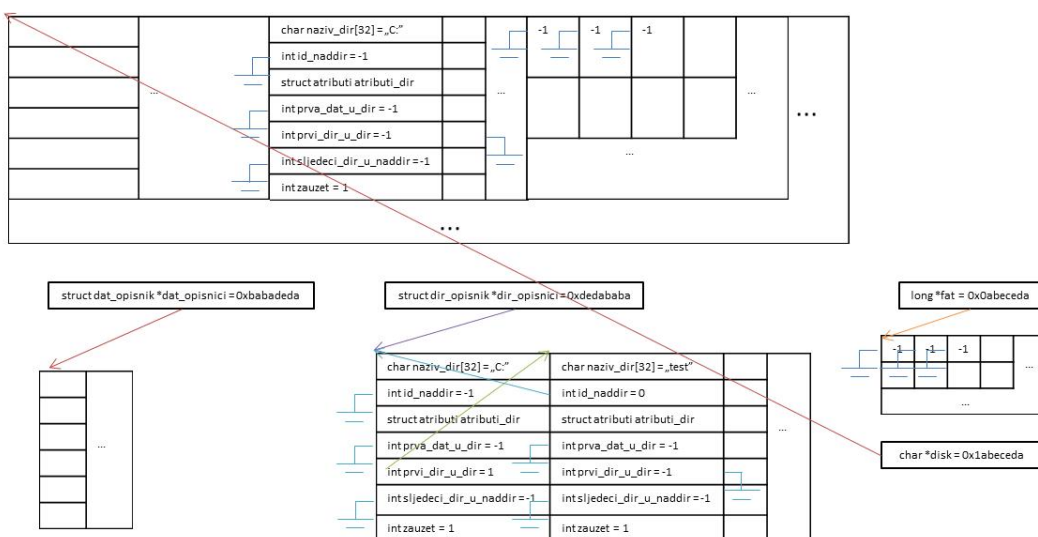 char naziv_dir[32] = „C:”
int id_naddir = -1
struct atributi atributi_dir
int prva_dat_u_dir = -1
int prvi_dir_u_dir = -1
int sljedeci_dir_u_naddir = -1
int zauzet = 1
...
...
-1 -1 -1
...
...
...
...
struct dat_opisnik *dat_opisnici = 0xbabadeda
struct dir_opisnik *dir_opisnici = 0xdedababa
long *fat = 0x0abeceda
...
char naziv_dir[32] = „C:”
int id_naddir = -1
struct atributi atributi_dir
int prva_dat_u_dir = -1
int prvi_dir_u_dir = 1
int sljedeci_dir_u_naddir = -1
int zauzet = 1
char naziv_dir[32] = „test”
int id_naddir = 0
struct atributi atributi_dir
int prva_dat_u_dir = -1
int prvi_dir_u_dir = -1
int sljedeci_dir_u_naddir = -1
int zauzet = 1
...
-1 -1 -1
...
...
char *disk = 0x1abeceda